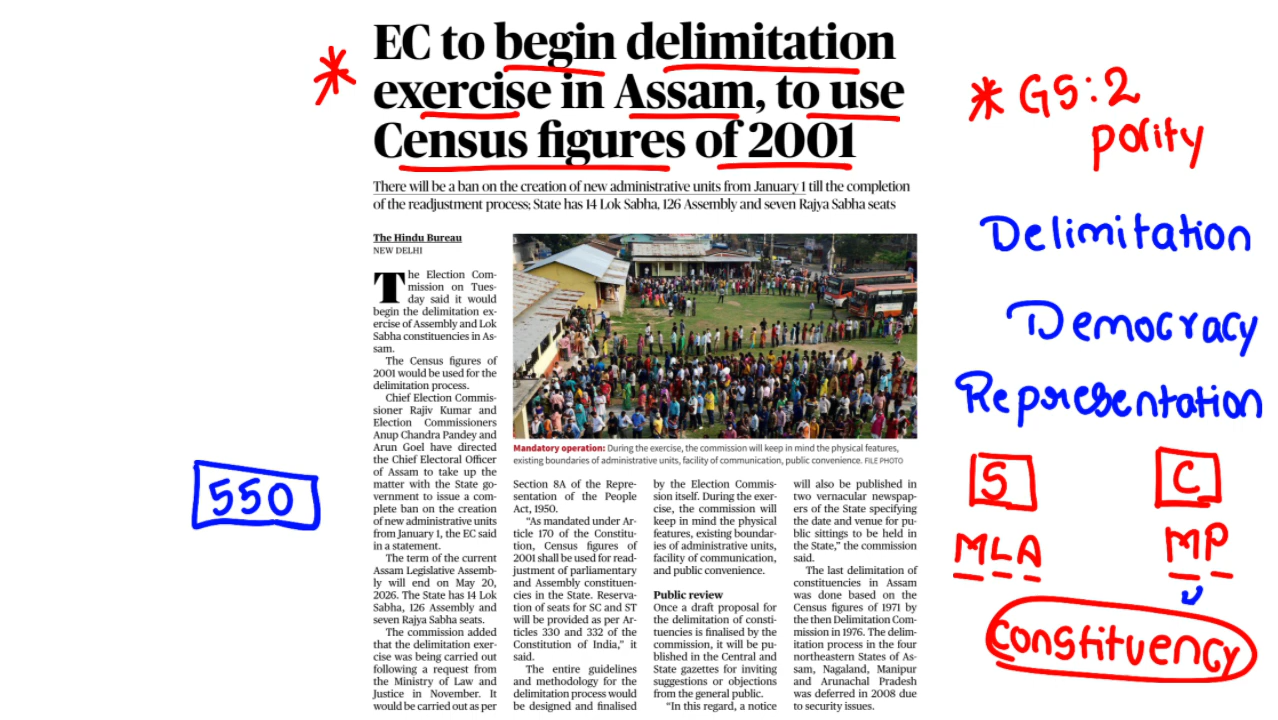 EC to begin delimitation
exercise in Assam, to use
Census figures of 2001
There will be a ban on the creation of new administrative units from January 1 till the completion
of the readjustment process; State has 14 Lok Sabha, 126 Assembly and seven Rajya Sabha seats
The Hindu Bureau
NEW DELHI
The Election Com-
mission on Tues-
day said it would
begin the delimitation ex-
ercise of Assembly and Lok
Sabha constituencies in As-
sam.
The Census figures of
2001 would be used for the
delimitation process.
Chief Election Commis-
sioner Rajiv Kumar and
Election Commissioners
Anup Chandra Pandey and
Arun Goel have directed
the Chief Electoral Officer
of Assam to take up the
matter with the State go-
vernment to issue a com-
plete ban on the creation
of new administrative units
from January 1, the EC said
in a statement.
The term of the current
Assam Legislative Assemb-
ly will end on May 20,
2026. The State has 14 Lok
Sabha, 126 Assembly and
seven Rajya Sabha seats.
The commission added
that the delimitation exer-
cise was being carried out
following a request from
the Ministry of Law and
Justice in November. It
would be carried out as per
Mandatory operation: During the exercise, the commission will keep in mind the physical features,
existing boundaries of administrative units, facility of communication, public convenience. FILE PHOTO
Section 8A of the Repre-
sentation of the People
Act, 1950.
“As mandated under Ar-
ticle 170 of the Constitu-
tion, Census figures of
2001 shall be used for read-
justment of parliamentary
and Assembly constituen-
cies in the State. Reserva-
tion of seats for SC and ST
will be provided as per Ar-
ticles 330 and 332 of the
Constitution of India,” it
said.
The entire guidelines
and methodology for the
delimitation process would
be designed and finalised
by the Election Commis-
sion itself. During the exer-
cise, the commission will
keep in mind the physical
features, existing boundar-
ies of administrative units,
facility of communication,
and public convenience.
Public review
Once a draft proposal for
the delimitation of consti-
tuencies is finalised by the
commission, it will be pu-
blished in the Central and
State gazettes for inviting
suggestions or objections
from the general public.
“In this regard, a notice
will also be published in
two vernacular newspap-
ers of the State specifying
the date and venue for pu-
blic sittings to be held in
the State,” the commission
said.
The last delimitation of
constituencies in Assam
was done based on the
Census figures of 1971 by
the then Delimitation Com-
mission in 1976. The delim-
itation process in the four
northeastern States of As-
sam, Nagaland, Manipur
and Arunachal Pradesh
was deferred in 2008 due
to security issues.
550
* GS:2
polity
Delimitation
Democracy
Representation
S C
MLA MP
Constituency